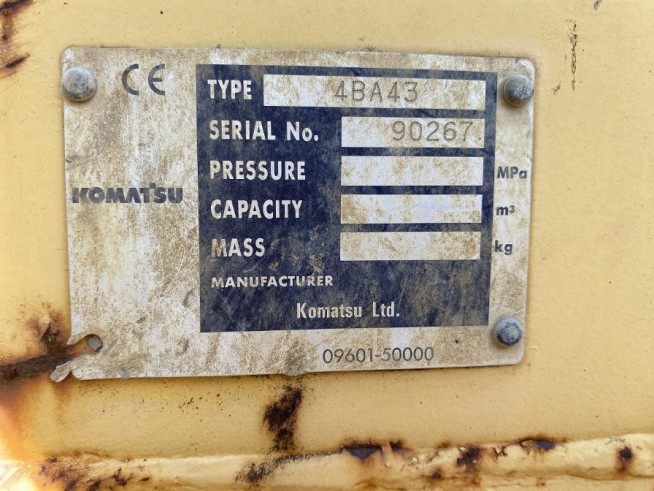 CE
TYPE 4BA43
SERIAL No. 90267
PRESSURE MPa
KOMATSU
CAPACITY m³
MASS kg
MANUFACTURER
Komatsu Ltd.
09601-50000